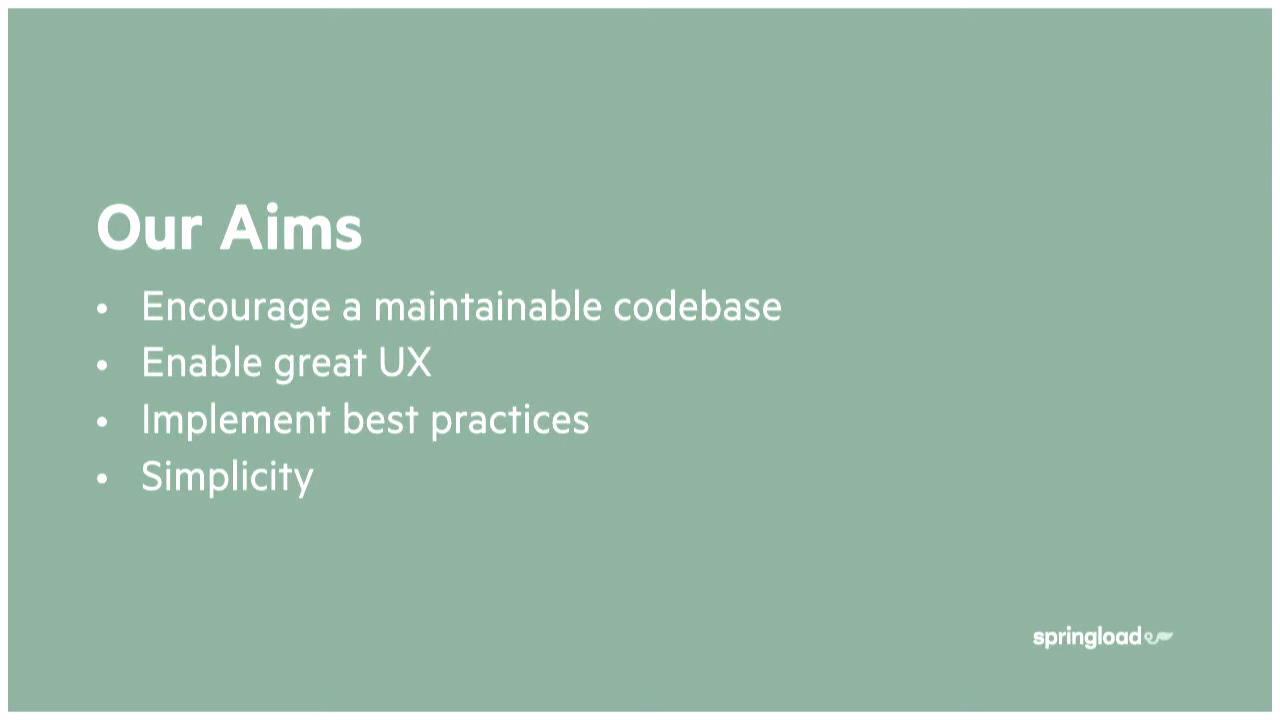 Our Aims
• Encourage a maintainable codebase
• Enable great UX
• Implement best practices
• Simplicity
springload